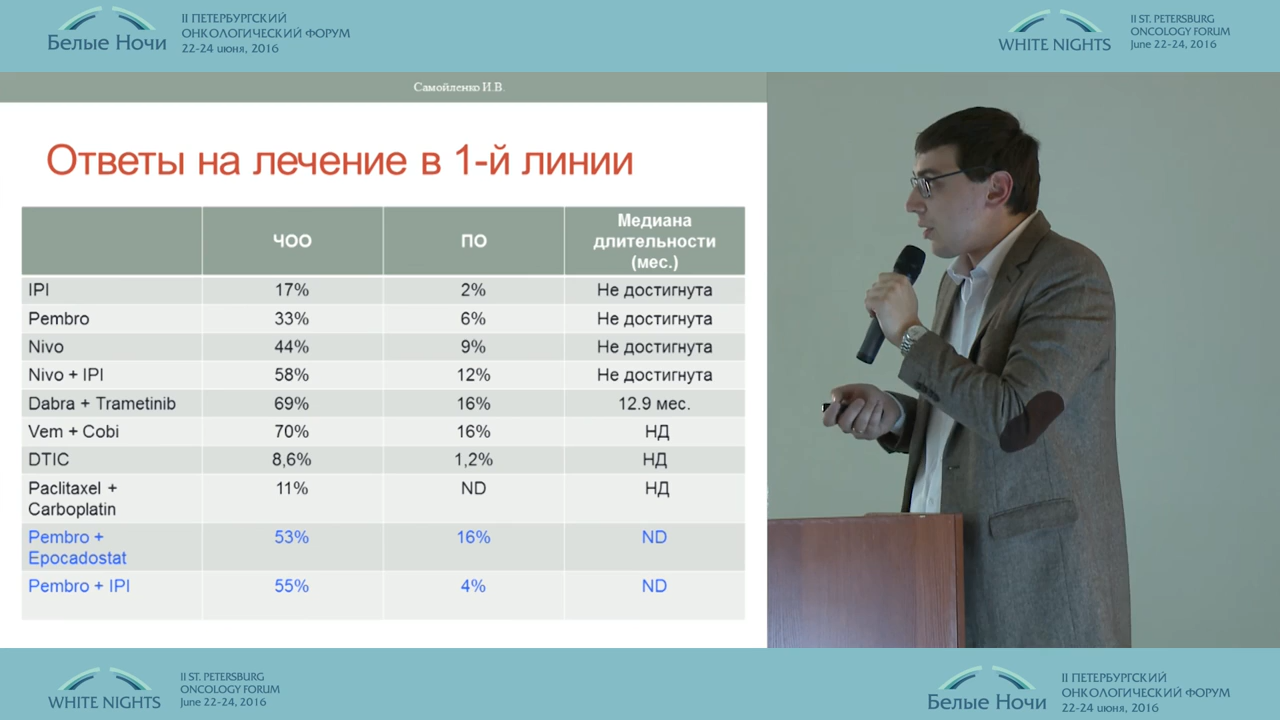 Белые Ночи
II ПЕТЕРБУРГСКИЙ
ОНКОЛОГИЧЕСКИЙ ФОРУМ
22-24 июня, 2016
WHITE NIGHTS
II ST. PETERSBURG
ONCOLOGY FORUM
June 22-24, 2016
Самойленко И.В.
Ответы на лечение в 1-й линии
ЧОО ПО Медиана
длительности
(мес.)
IPI 17% 2% Не достигнута
Pembro 33% 6% Не достигнута
Nivo 44% 9% Не достигнута
Nivo + IPI 58% 12% Не достигнута
Dabra + Trametinib 69% 16% 12.9 мес.
Vem + Cobi 70% 16% НД
DTIC 8,6% 1,2% НД
Paclitaxel + 11% ND НД
Carboplatin
Pembro + 53% 16% ND
Epocadostat
Pembro + IPI 55% 4% ND
WHITE NIGHTS
II ST. PETERSBURG
ONCOLOGY FORUM
June 22-24, 2016
Белые Ночи
II ПЕТЕРБУРГСКИЙ
ОНКОЛОГИЧЕСКИЙ ФОРУМ
22-24 июня, 2016